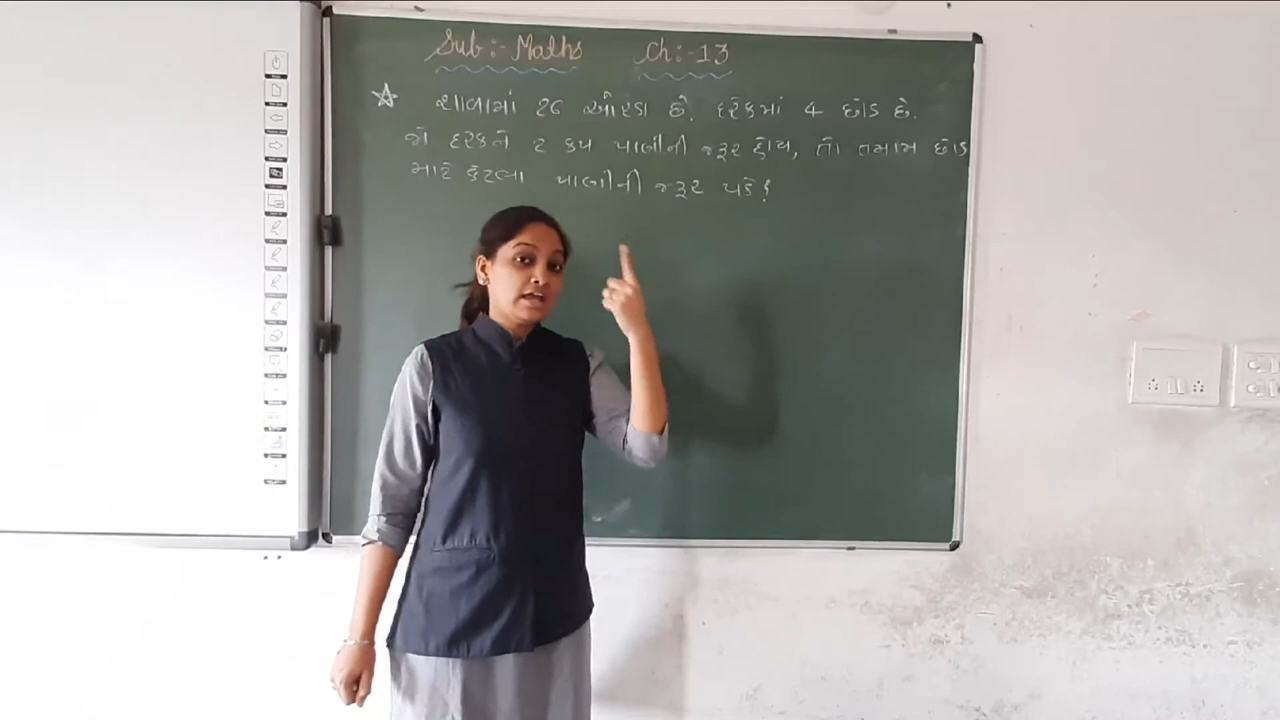 Sub:- Maths Ch:-13
☆ શાળામાં 26 ઓરડા છે. દરેકમાં 4 છોડ છે.
જો દરેકને 2 કપ પાણીની જરૂર હોય, તો તમામ છોડ
માટે કેટલા પાણીની જરૂર પડે?